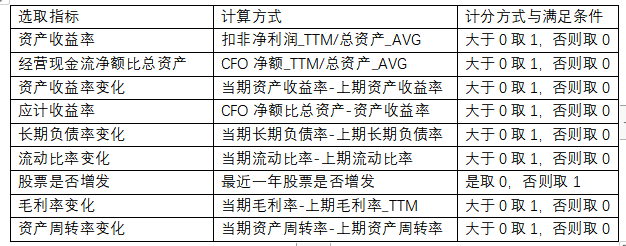 选取指标 计算方式 计分方式与满足条件
资产收益率 扣非净利润_TTM/总资产_AVG 大于 0 取 1，否则取 0
经营现金流净额比总资产 CFO 净额_TTM/总资产_AVG 大于 0 取 1，否则取 0
资产收益率变化 当期资产收益率-上期资产收益率 大于 0 取 1，否则取 0
应计收益率 CFO 净额比总资产-资产收益率 大于 0 取 1，否则取 0
长期负债率变化 当期长期负债率-上期长期负债率 大于 0 取 1，否则取 0
流动比率变化 当期流动比率-上期流动比率 大于 0 取 1，否则取 0
股票是否增发 最近一年股票是否增发 是取 0，否则取 1
毛利率变化 当期毛利率-上期毛利率_TTM 大于 0 取 1，否则取 0
资产周转率变化 当期资产周转率-上期资产周转率 大于 0 取 1，否则取 0